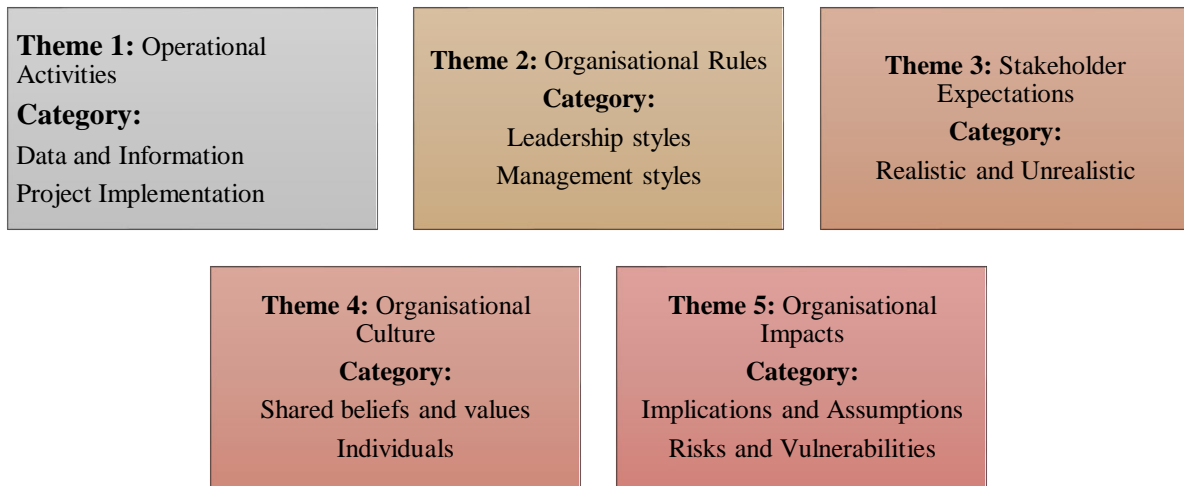 Theme 1: Operational
Activities
Category:
Data and Information
Project Implementation
Theme 2: Organisational Rules
Category:
Leadership styles
Management styles
Theme 3: Stakeholder
Expectations
Category:
Realistic and Unrealistic
Theme 4: Organisational
Culture
Category:
Shared beliefs and values
Individuals
Theme 5: Organisational
Impacts
Category:
Implications and Assumptions
Risks and Vulnerabilities